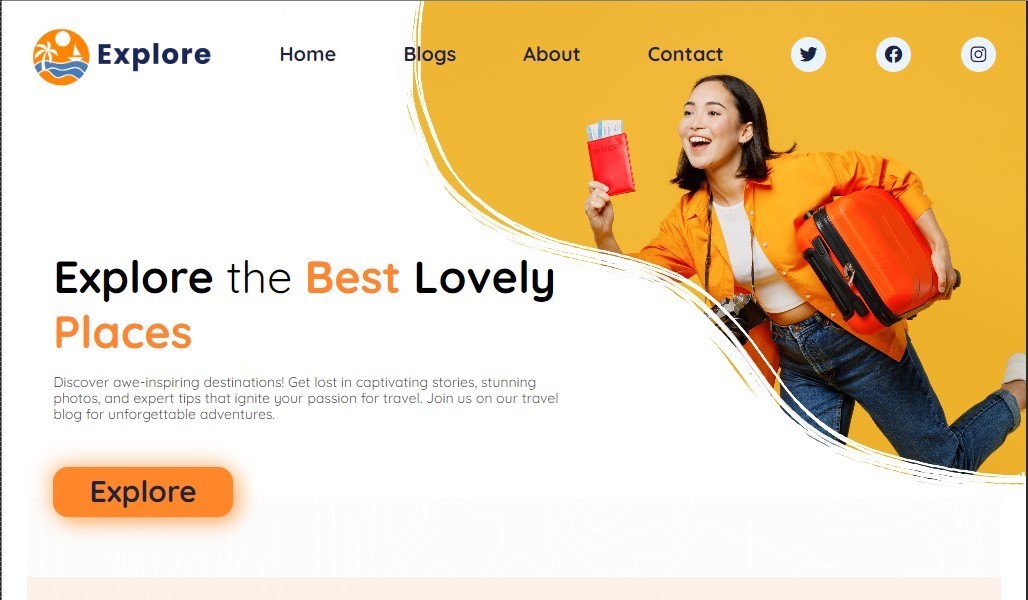 Explore
Home
Blogs
About
Contact
Explore the Best Lovely
Places
Discover awe-inspiring destinations! Get lost in captivating stories, stunning
photos, and expert tips that ignite your passion for travel. Join us on our travel
blog for unforgettable adventures.
Explore